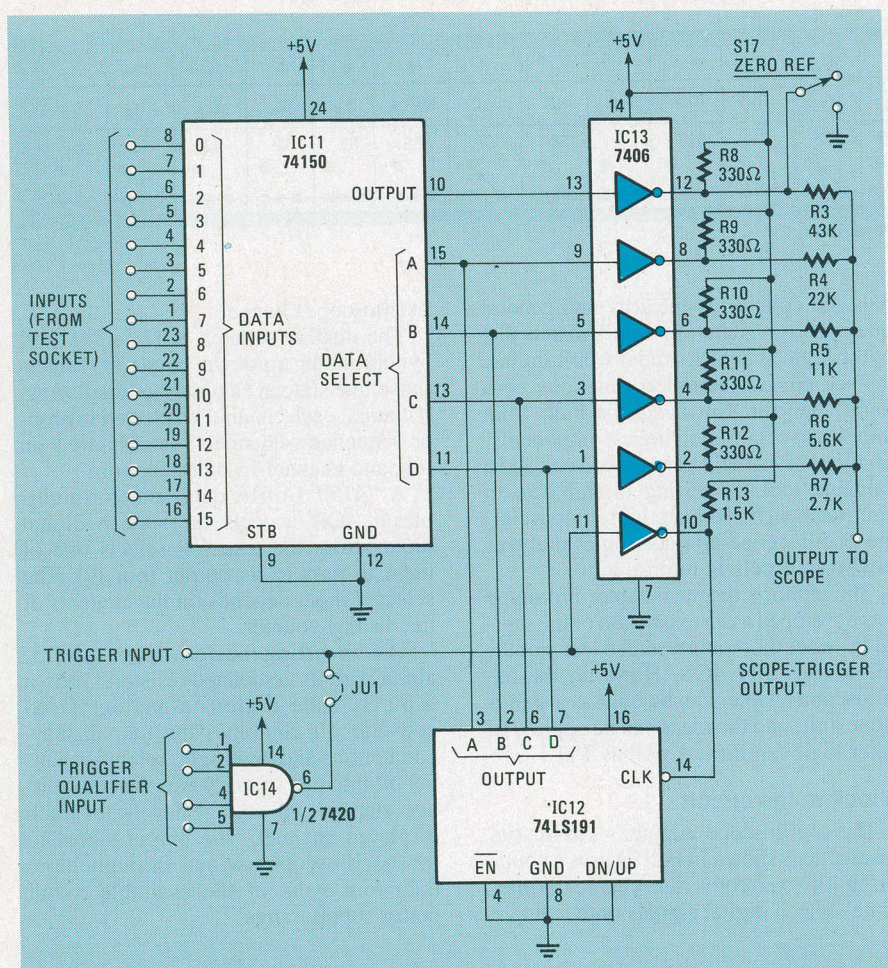 +5V
24
IC11
74150
INPUTS
(FROM
TEST
SOCKET)
8 0
7 1
6 2
5 3
4 4
3 5
2 6
1 7
23 8
22 9
21 10
20 11
19 12
18 13
17 14
16 15
DATA
INPUTS
OUTPUT 10
DATA
SELECT
A 15
B 14
C 13
D 11
STB
9
GND
12
+5V
14
IC13
7406
13 12
9 8
5 6
3 4
1 2
11 10
7
S17
ZERO REF
R8
330Ω
R9
330Ω
R10
330Ω
R11
330Ω
R12
330Ω
R13
1.5K
R3
43K
R4
22K
R5
11K
R6
5.6K
R7
2.7K
OUTPUT TO
SCOPE
TRIGGER INPUT
JU1
SCOPE-TRIGGER
OUTPUT
TRIGGER
QUALIFIER
INPUT
1
2
4
5
+5V
14
IC14
6
7
1/2 7420
+5V
3 2 6 7 16
A B C D
OUTPUT
CLK 14
IC12
74LS191
EN GND DN/UP
4 8